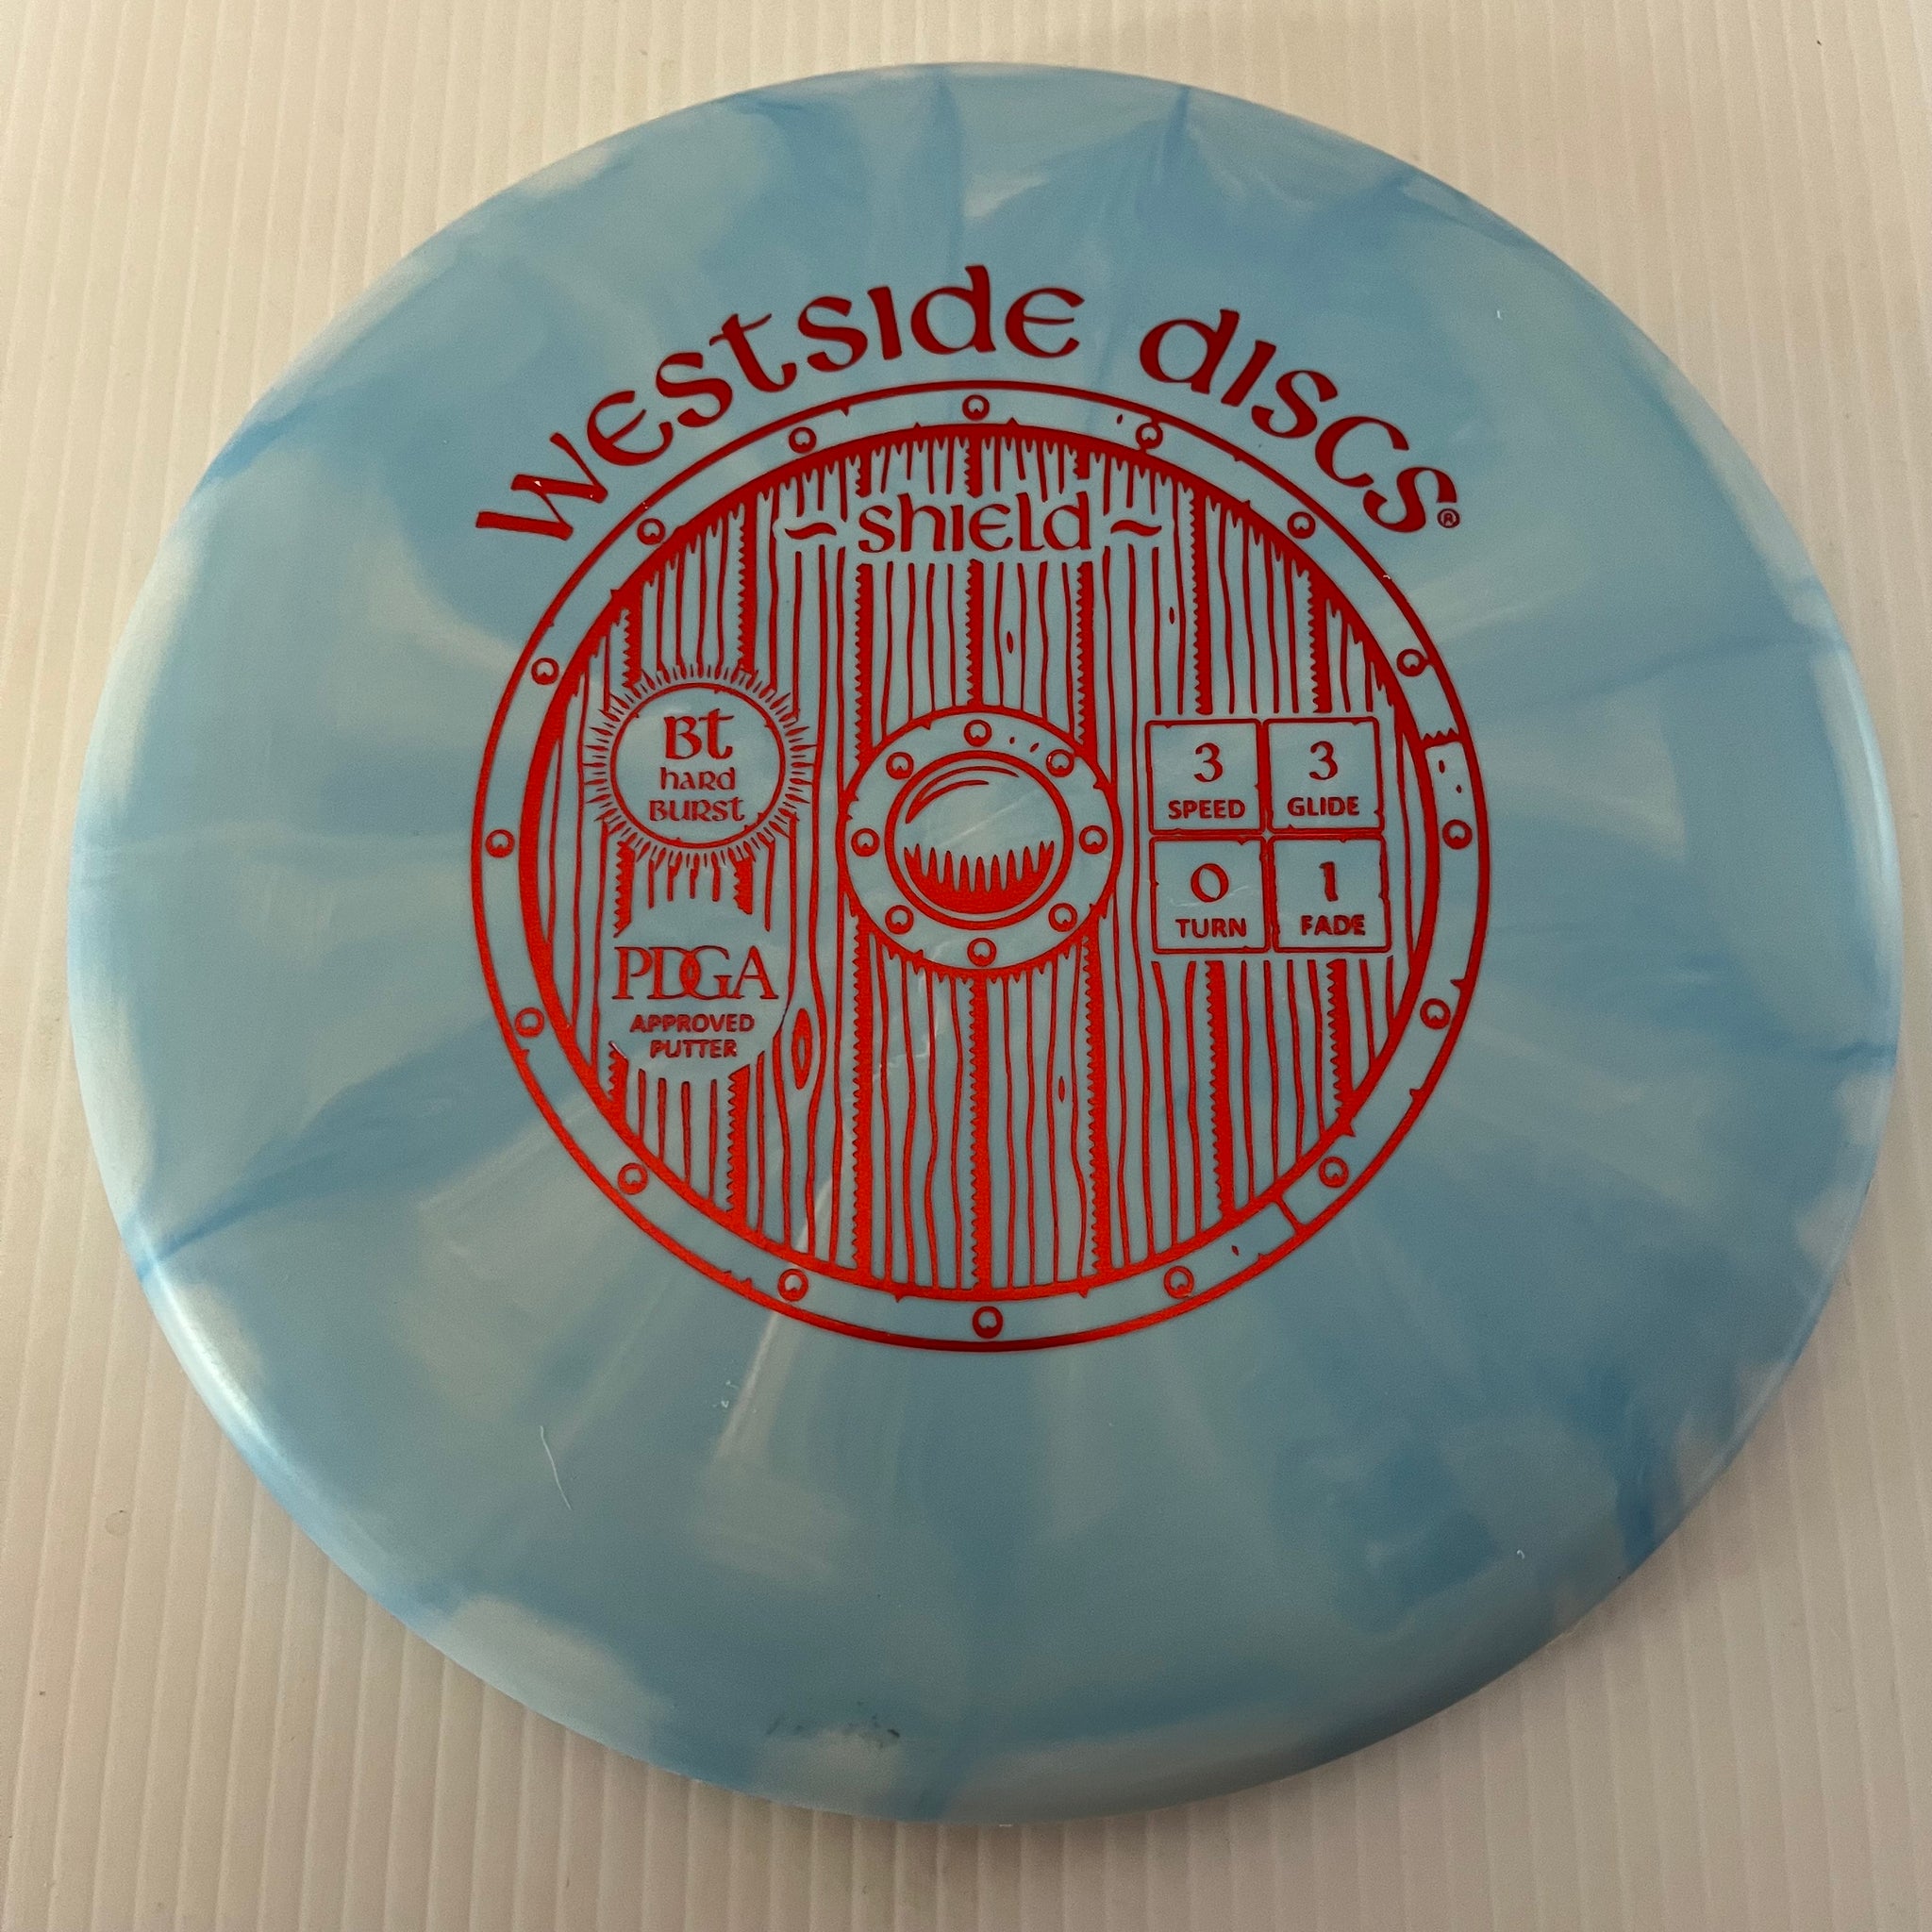 westside discs®
~ shield ~
Bt
hard
Burst
3
SPEED
3
GLIDE
0
TURN
1
FADE
PDGA
APPROVED
PUTTER